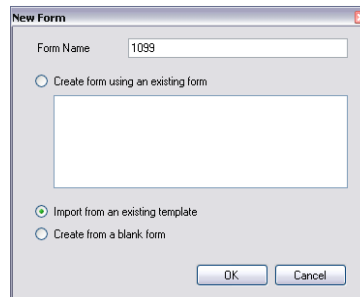 New Form
Form Name 1099
Create form using an existing form
Import from an existing template
Create from a blank form
OK Cancel